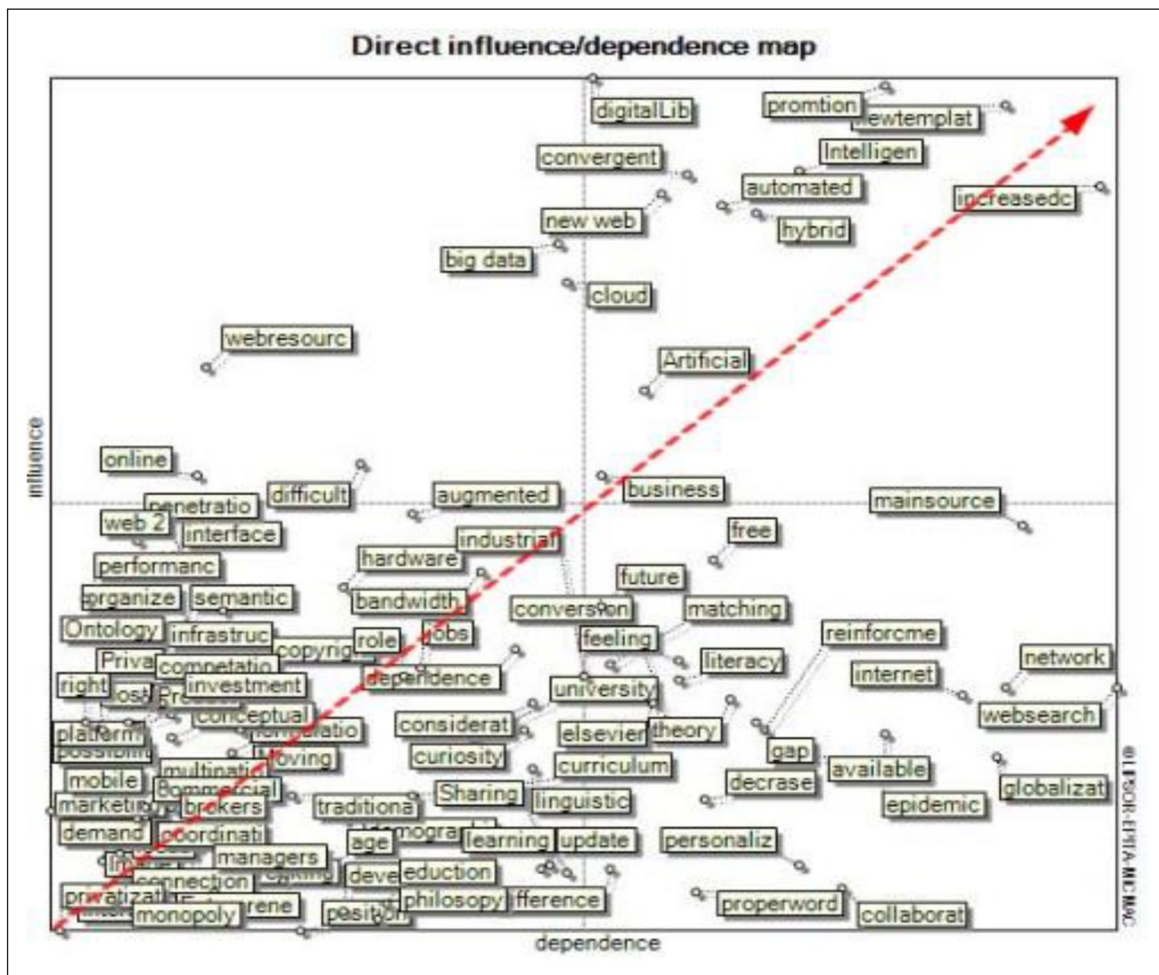 Direct influence/dependence map
digitalLib
promtion
newtemplat
convergent
Intelligen
automated
increasedc
new web
hybrid
big data
cloud
webresourc
Artificial
influence
online
difficult
augmented
business
mainsource
penetratio
web 2
interface
industrial
free
performanc
hardware
future
organize
semantic
bandwidth
conversion
matching
Ontology
infrastruc
role
jobs
feeling
reinforcme
Priva
competatio
copyrig
literacy
internet
network
right
investment
dependence
university
websearch
conceptual
considerat
elsevier
theory
platform
possibilit
curiosity
gap
mobile
multinatio
curriculum
available
decrase
globalizat
marketing
commercial
brokers
traditiona
Sharing
linguistic
epidemic
demand
coordinati
age
learning
update
personaliz
managers
deve
eduction
connection
privatizat
philosopy
fference
properword
collaborat
monopoly
position
dependence
© LIPSOR-EPITA-MICMAC